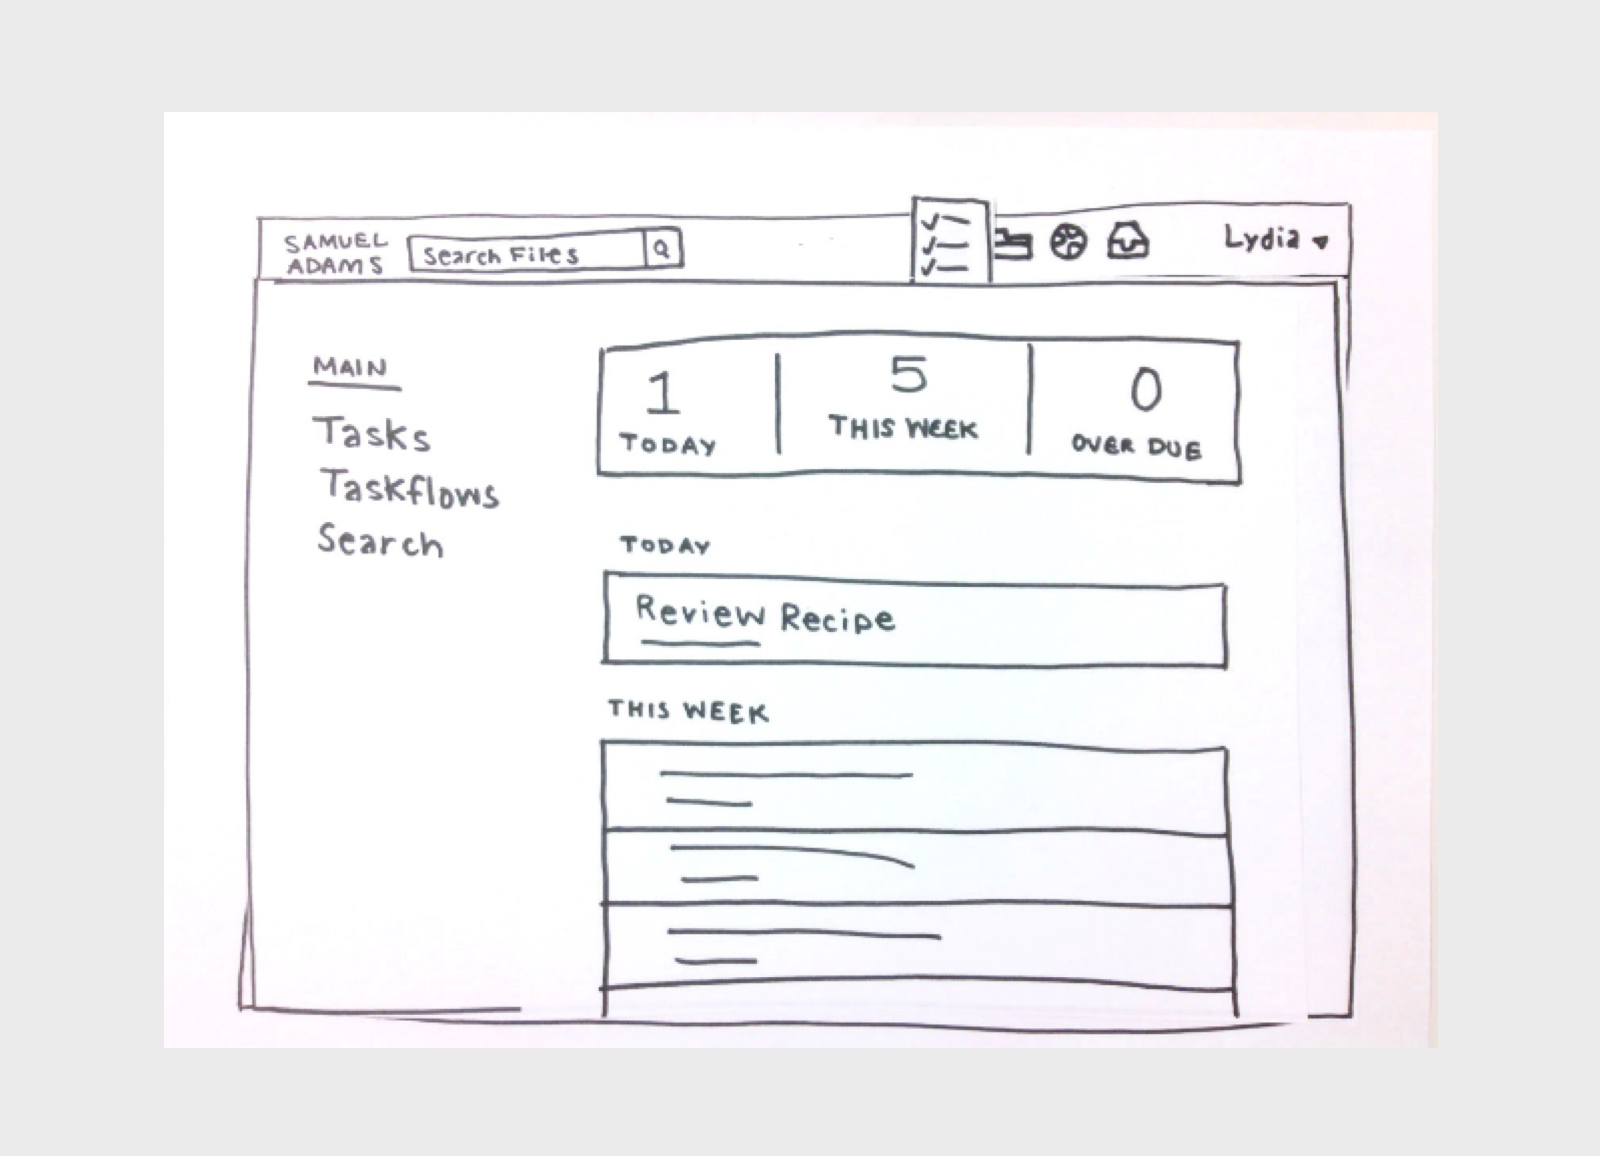 SAMUEL
ADAMS
Search Files
Lydia
MAIN
Tasks
Taskflows
Search
1
TODAY
5
THIS WEEK
0
OVER DUE
TODAY
Review Recipe
THIS WEEK